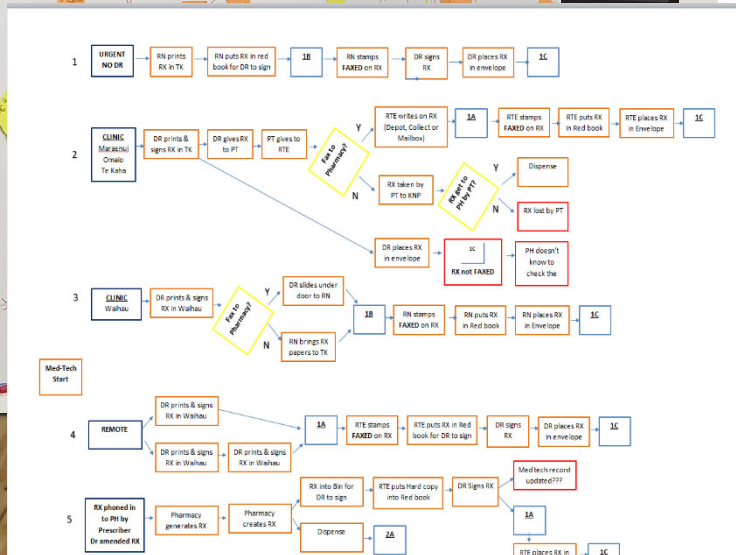 1
URGENT
NO DR
RN prints
RX in TK
RN puts RX in red
book for DR to sign
1B
RN stamps
FAXED on RX
DR signs
RX
DR places RX
in envelope
1C
2
CLINIC
Maraenui
Omaio
Te Kaha
DR prints &
signs RX in TK
DR gives RX
to PT
PT gives to
RTE
Fax to
Pharmacy?
Y
RTE writes on RX
(Depot, Collect or
Mailbox)
1A
RTE stamps
FAXED on RX
RTE puts RX
in Red book
RTE places RX
in Envelope
1C
N
RX taken by
PT to KNP
RX get to
PH by PT?
Y
Dispense
N
RX lost by PT
DR places RX
in envelope
1C
RX not FAXED
PH doesn't
know to
check the
3
CLINIC
Waihau
DR prints & signs
RX in Waihau
Fax to
Pharmacy?
Y
DR slides under
door to RN
N
RN brings RX
papers to TK
1B
RN stamps
FAXED on RX
RN puts RX
in Red book
RN places RX
in Envelope
1C
Med-Tech
Start
4
REMOTE
DR prints & signs
RX in Waihau
DR prints & signs
RX in Waihau
DR prints & signs
RX in Waihau
1A
RTE stamps
FAXED on RX
RTE puts RX in Red
book for DR to sign
DR signs
RX
DR places RX
in envelope
1C
5
RX phoned in
to PH by
Prescriber
Dr amended RX
Pharmacy
generates RX
Pharmacy
creates RX
RX into Bin for
DR to sign
RTE puts Hard copy
into Red book
DR Signs RX
Medtech record
updated???
1A
Dispense
2A
RTE places RX in
1C